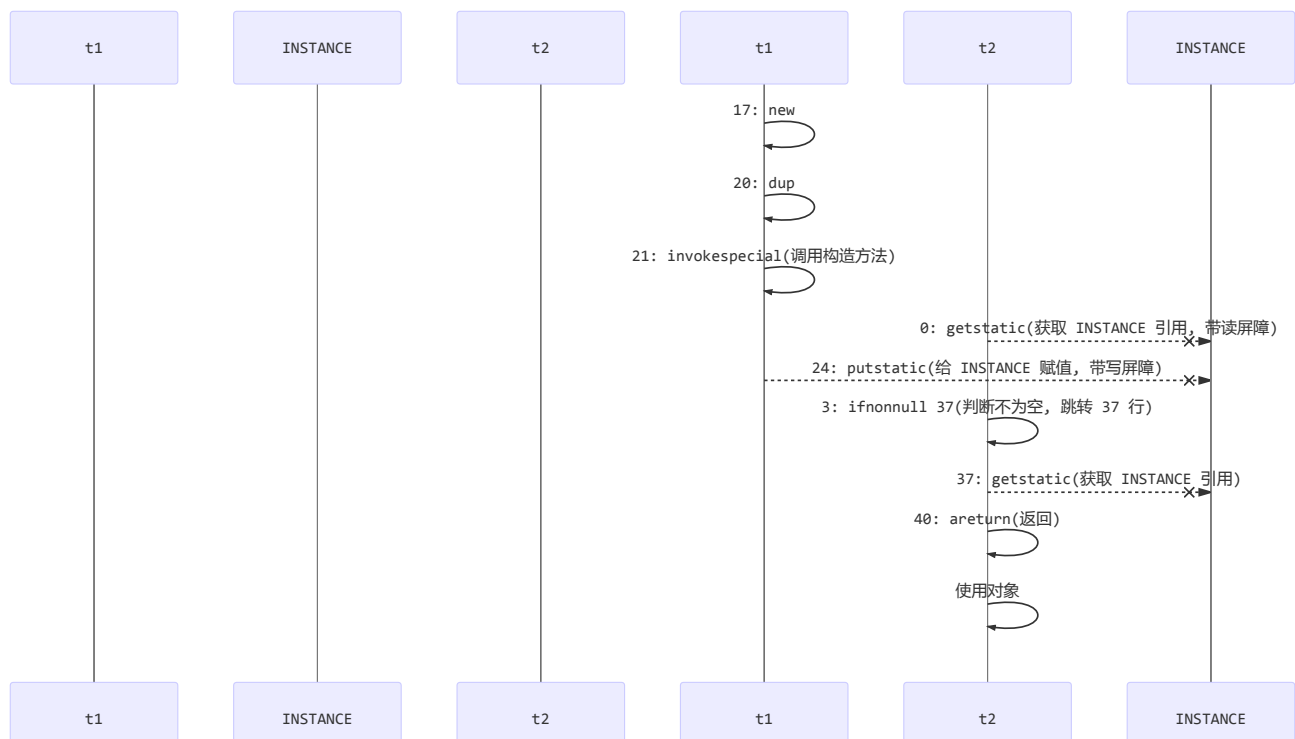 t1
INSTANCE
t2
t1
t2
INSTANCE
17: new
20: dup
21: invokespecial(调用构造方法)
0: getstatic(获取 INSTANCE 引用, 带读屏障)
24: putstatic(给 INSTANCE 赋值, 带写屏障)
3: ifnonnull 37(判断不为空, 跳转 37 行)
37: getstatic(获取 INSTANCE 引用)
40: areturn(返回)
使用对象
t1
INSTANCE
t2
t1
t2
INSTANCE